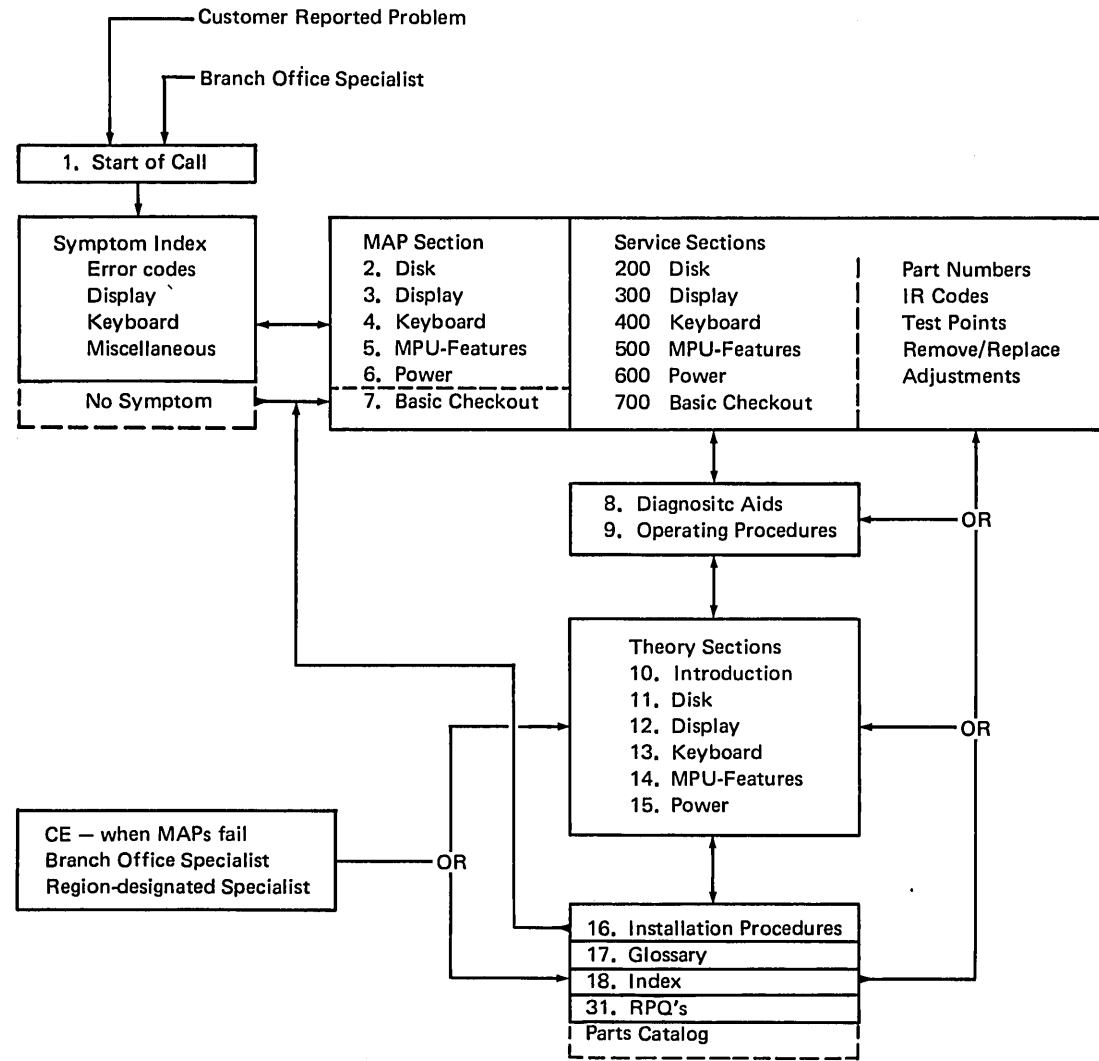 Customer Reported Problem
Branch Office Specialist
1. Start of Call
Symptom Index
Error codes
Display
Keyboard
Miscellaneous
No Symptom
MAP Section
2. Disk
3. Display
4. Keyboard
5. MPU-Features
6. Power
7. Basic Checkout
Service Sections
200 Disk
300 Display
400 Keyboard
500 MPU-Features
600 Power
700 Basic Checkout
Part Numbers
IR Codes
Test Points
Remove/Replace
Adjustments
8. Diagnositc Aids
9. Operating Procedures
OR
Theory Sections
10. Introduction
11. Disk
12. Display
13. Keyboard
14. MPU-Features
15. Power
OR
CE — when MAPs fail
Branch Office Specialist
Region-designated Specialist
OR
16. Installation Procedures
17. Glossary
18. Index
31. RPQ's
Parts Catalog